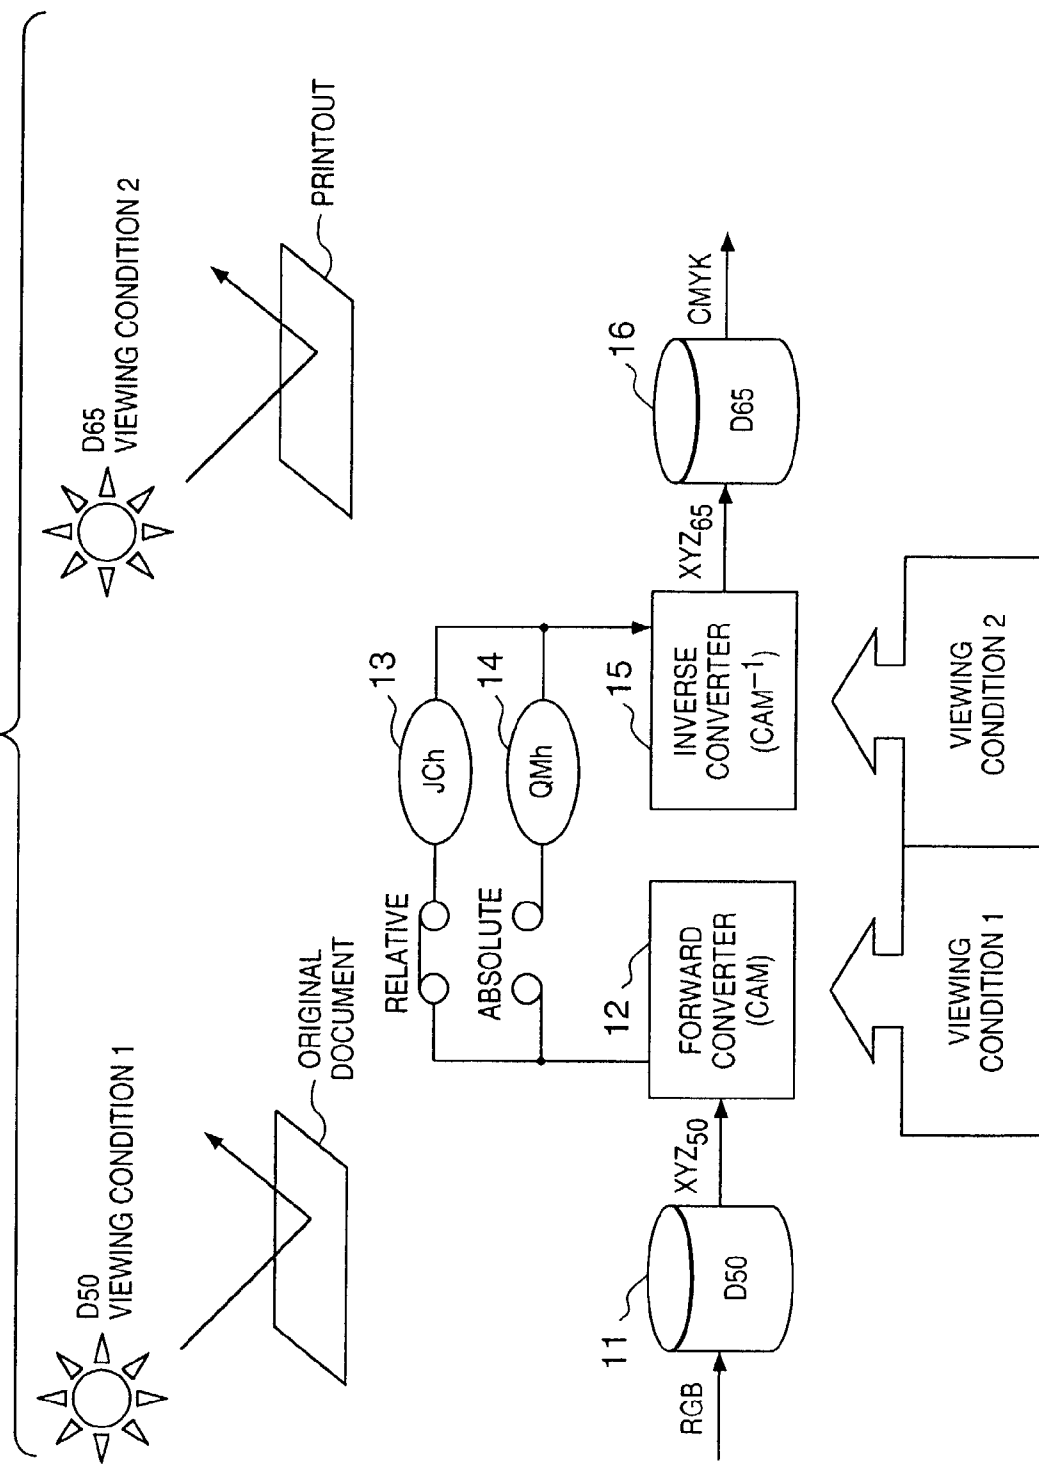 D50
VIEWING CONDITION 1
ORIGINAL
DOCUMENT
D65
VIEWING CONDITION 2
PRINTOUT
RELATIVE
13
JCh
ABSOLUTE
14
QMh
RGB
11
D50
XYZ50
12
FORWARD
CONVERTER
(CAM)
15
INVERSE
CONVERTER
(CAM−1)
XYZ65
16
D65
CMYK
VIEWING
CONDITION 1
VIEWING
CONDITION 2